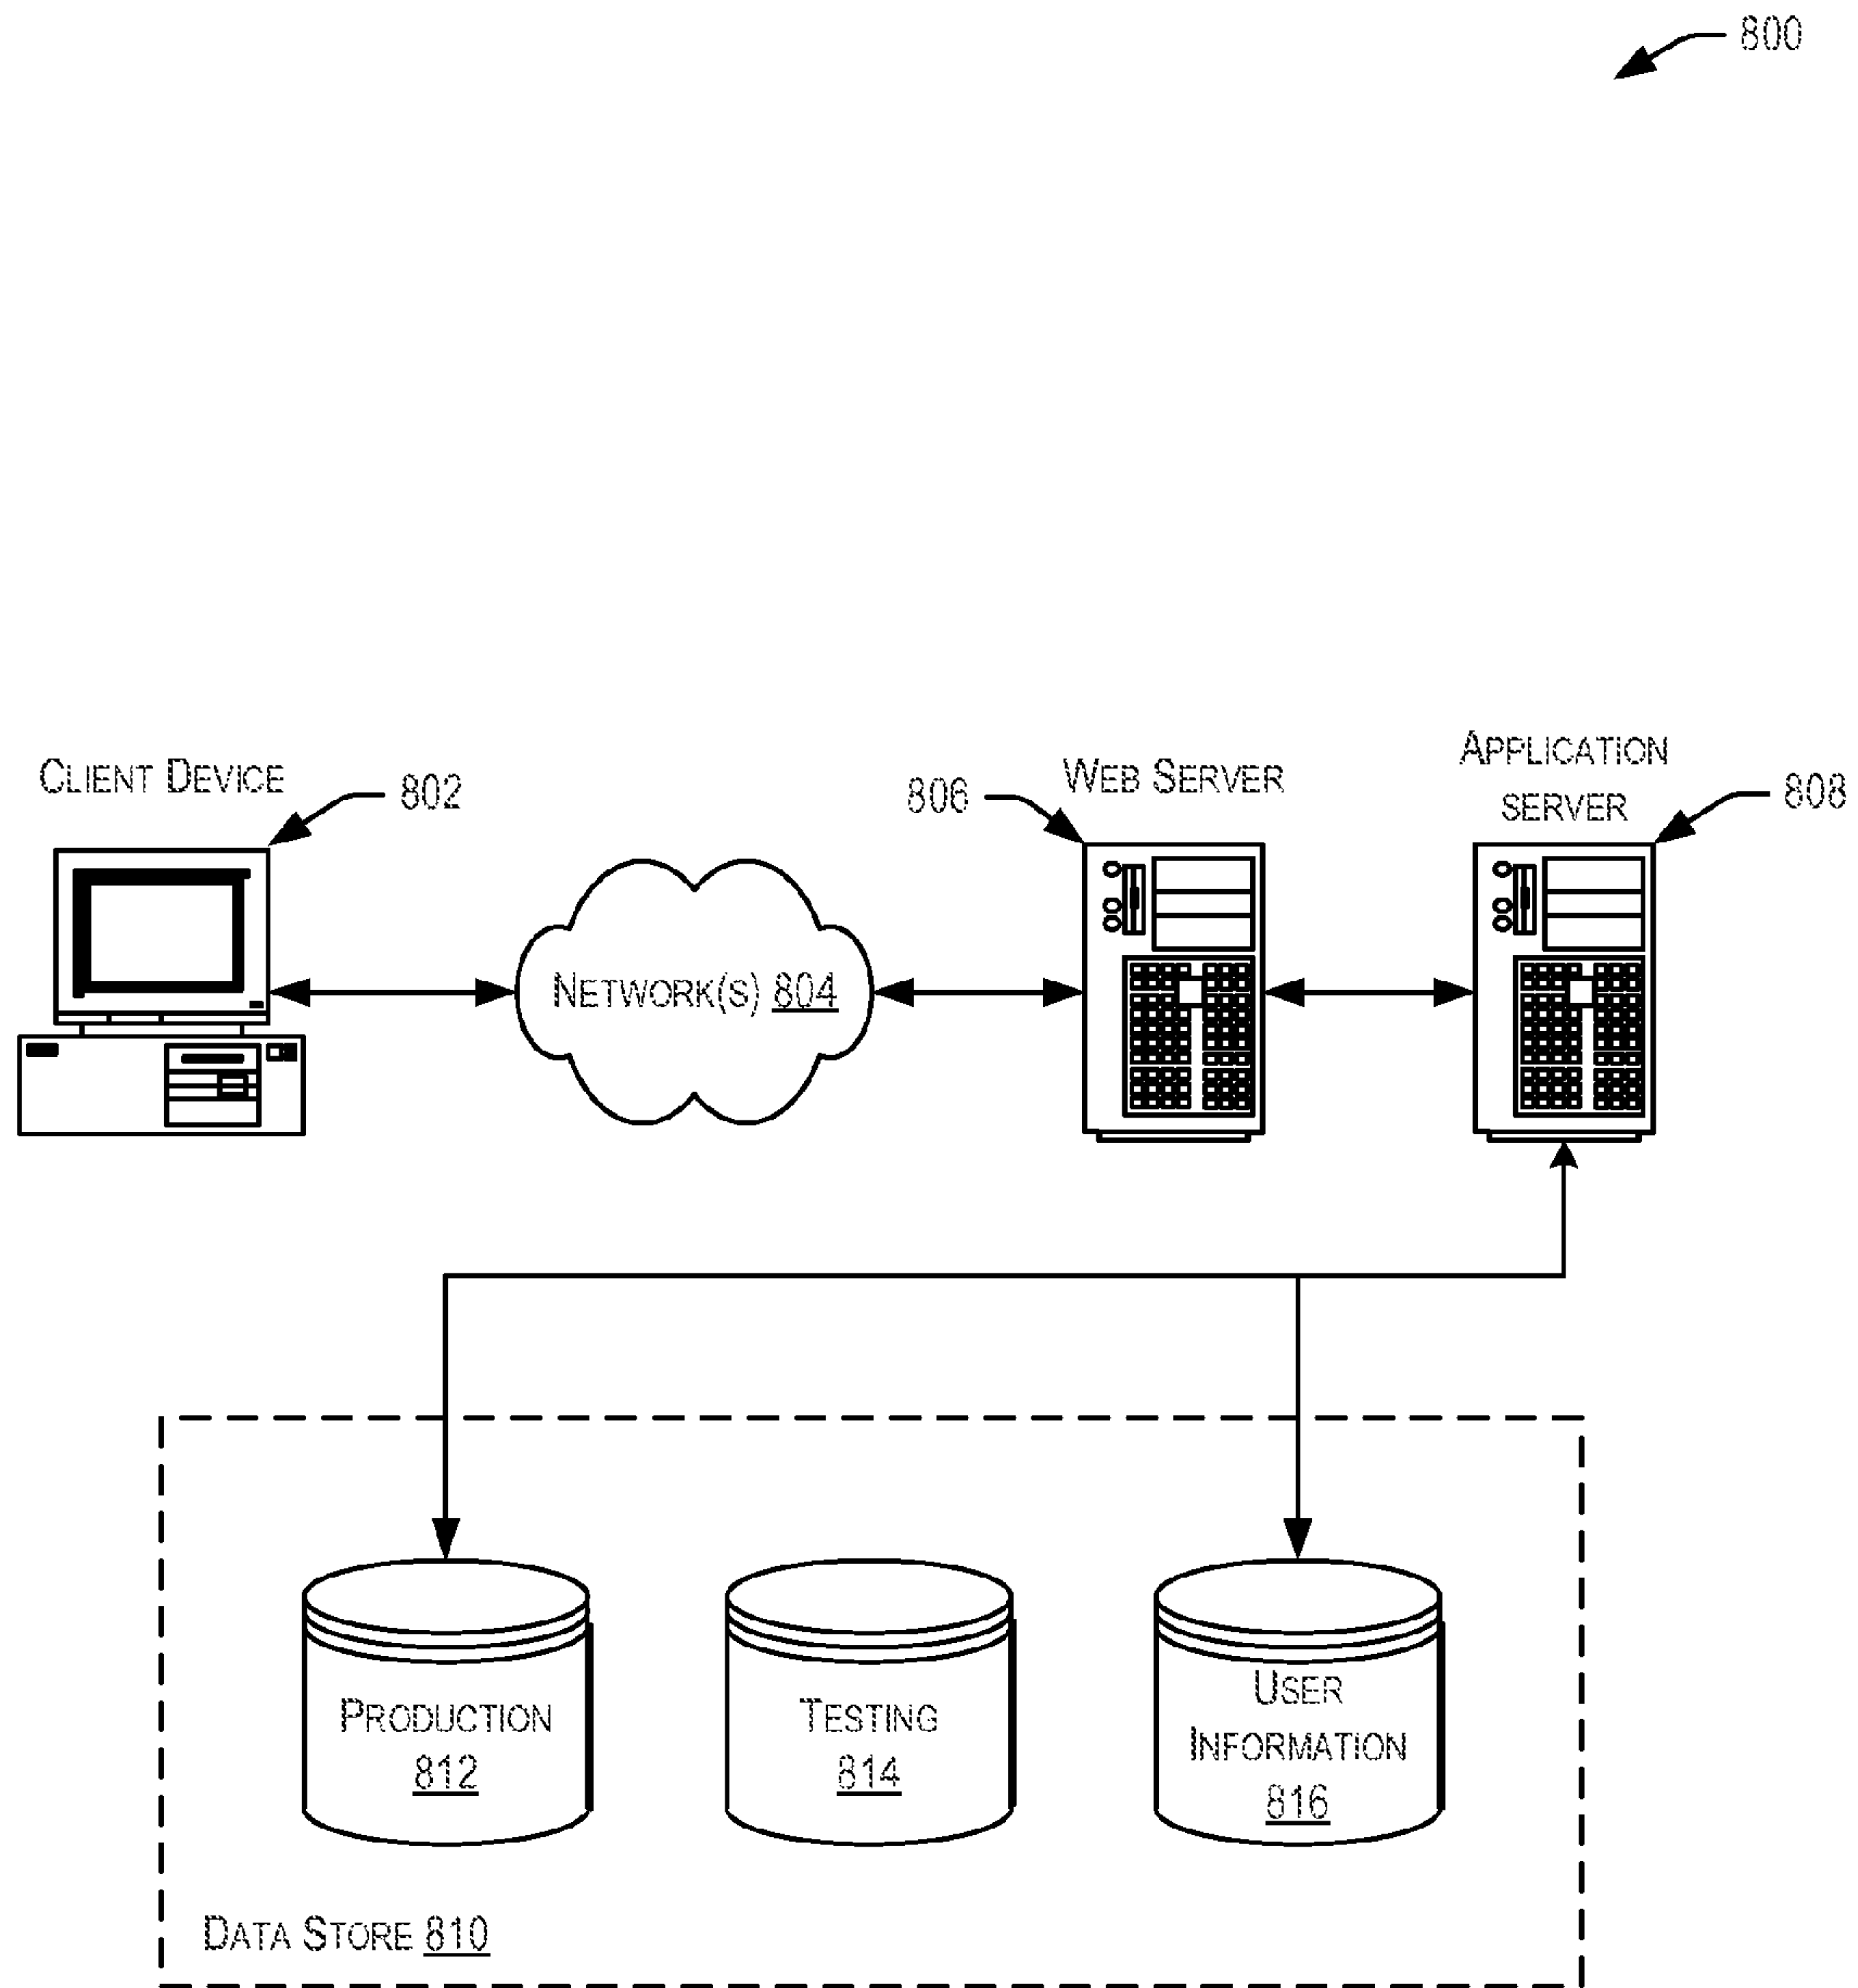 800
CLIENT DEVICE
802
806
WEB SERVER
APPLICATION
SERVER
808
NETWORK(S) 804
PRODUCTION
812
TESTING
814
USER
INFORMATION
816
DATA STORE 810